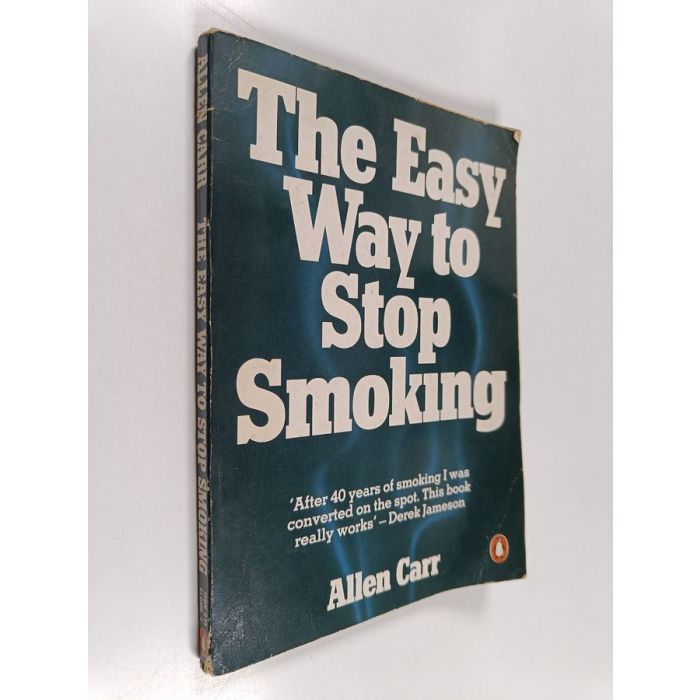 The Easy
Way to
Stop
Smoking
'After 40 years of smoking I was
converted on the spot. This book
really works' – Derek Jameson
Allen Carr
ALLEN CARR THE EASY WAY TO STOP SMOKING